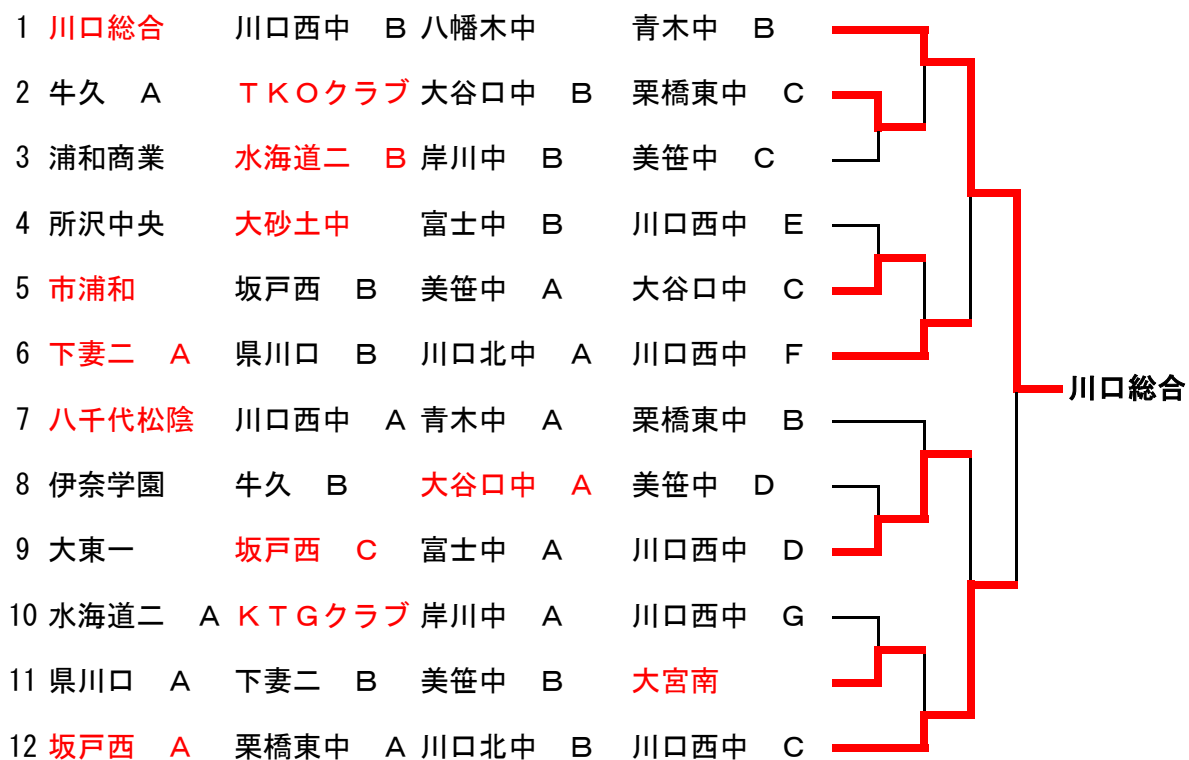 1 川口総合 川口西中 B 八幡木中 青木中 B
2 牛久 A TKOクラブ 大谷口中 B 栗橋東中 C
3 浦和商業 水海道二 B 岸川中 B 美笹中 C
4 所沢中央 大砂土中 富士中 B 川口西中 E
5 市浦和 坂戸西 B 美笹中 A 大谷口中 C
6 下妻二 A 県川口 B 川口北中 A 川口西中 F
川口総合
7 八千代松陰 川口西中 A 青木中 A 栗橋東中 B
8 伊奈学園 牛久 B 大谷口中 A 美笹中 D
9 大東一 坂戸西 C 富士中 A 川口西中 D
10 水海道二 A KTGクラブ 岸川中 A 川口西中 G
11 県川口 A 下妻二 B 美笹中 B 大宮南
12 坂戸西 A 栗橋東中 A 川口北中 B 川口西中 C